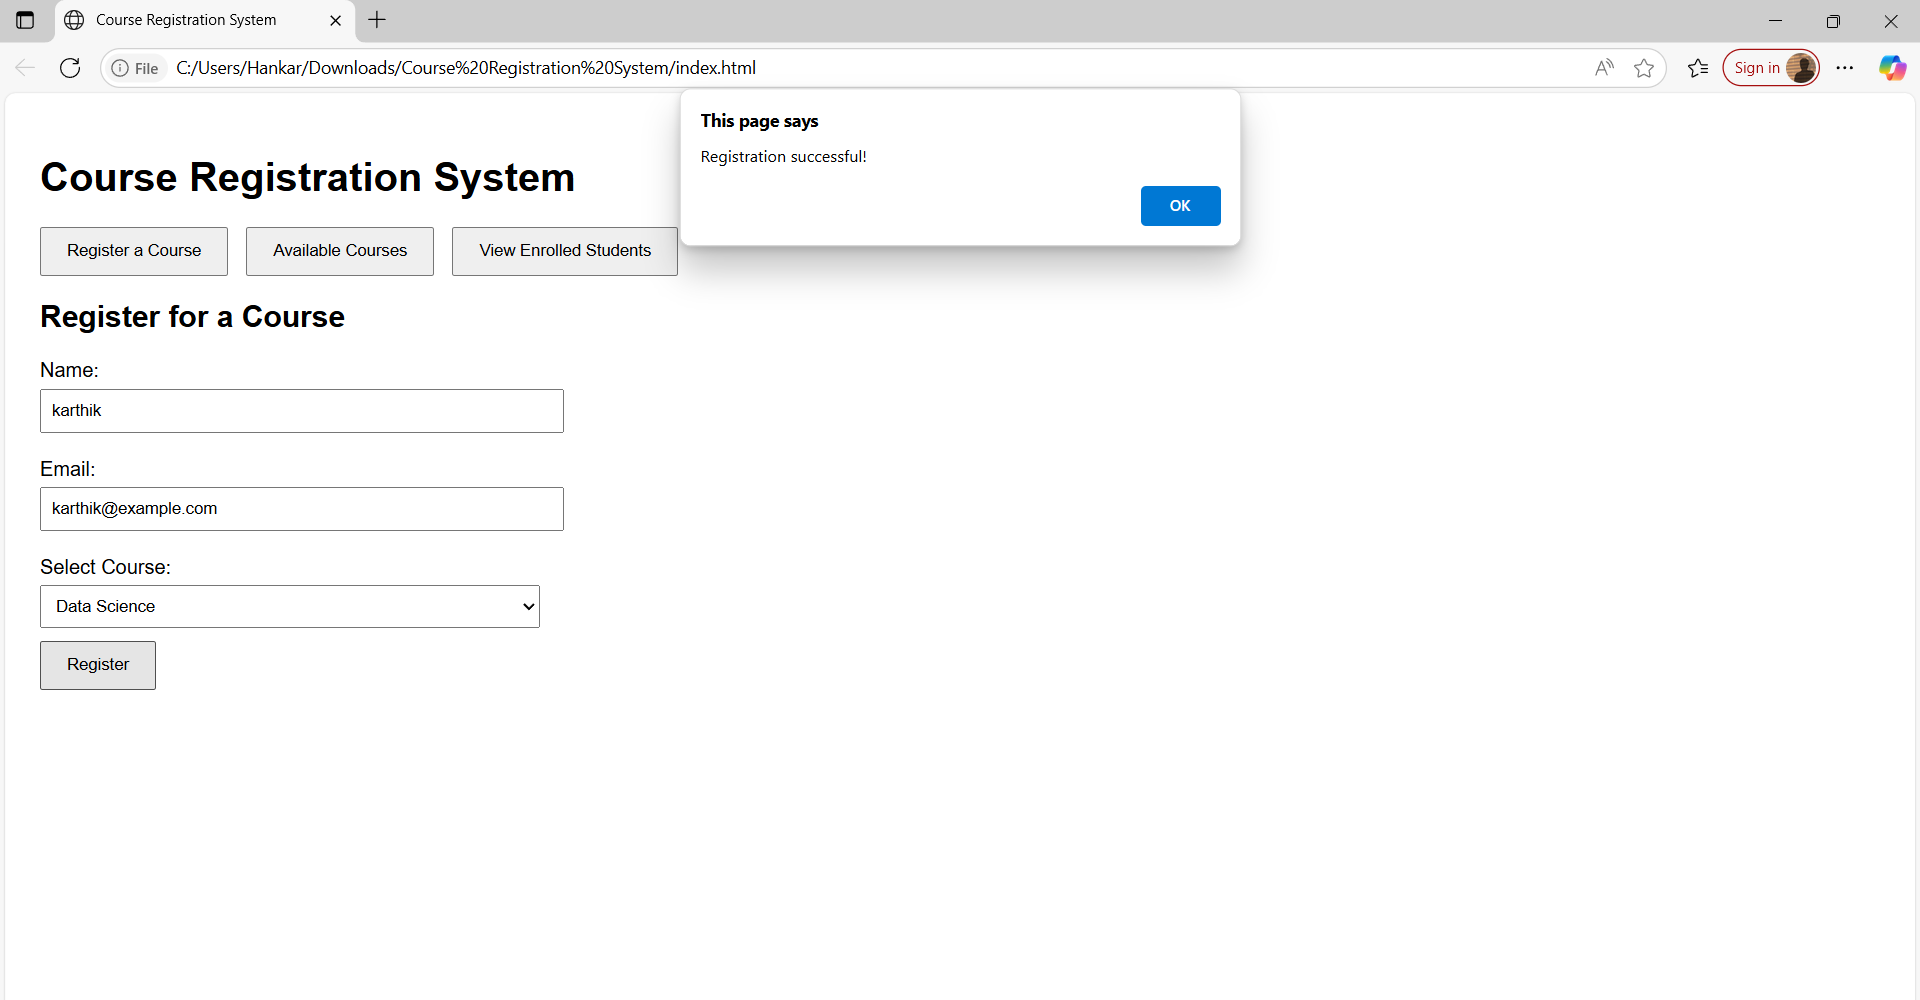 Course Registration System
File C:/Users/Hankar/Downloads/Course%20Registration%20System/index.html
Sign in
This page says
Registration successful!
OK
Course Registration System
Register a Course Available Courses View Enrolled Students
Register for a Course
Name:
karthik
Email:
karthik@example.com
Select Course:
Data Science
Register